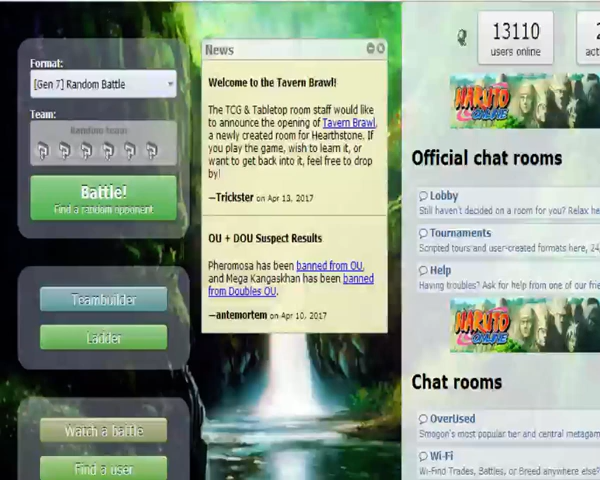 Format:
[Gen 7] Random Battle
Team:
Random team
Battle!
Find a random opponent
Teambuilder
Ladder
Watch a battle
Find a user
News
Welcome to the Tavern Brawl!
The TCG & Tabletop room staff would like
to announce the opening of Tavern Brawl,
a newly created room for Hearthstone. If
you play the game, wish to learn it, or
want to get back into it, feel free to drop
by!
—Trickster on Apr 13, 2017
OU + DOU Suspect Results
Pheromosa has been banned from OU,
and Mega Kangaskhan has been banned
from Doubles OU.
—antemortem on Apr 10, 2017
13110
users online
2
acti
NARUTO
ONLINE
Official chat rooms
Lobby
Still haven't decided on a room for you? Relax he
Tournaments
Scripted tours and user-created formats here, 24
Help
Having troubles? Ask for help from one of our frie
NARUTO
ONLINE
Chat rooms
OverUsed
Smogon's most popular tier and central metagam
Wi-Fi
Wi-Find Trades, Battles, or Breed anywhere else?